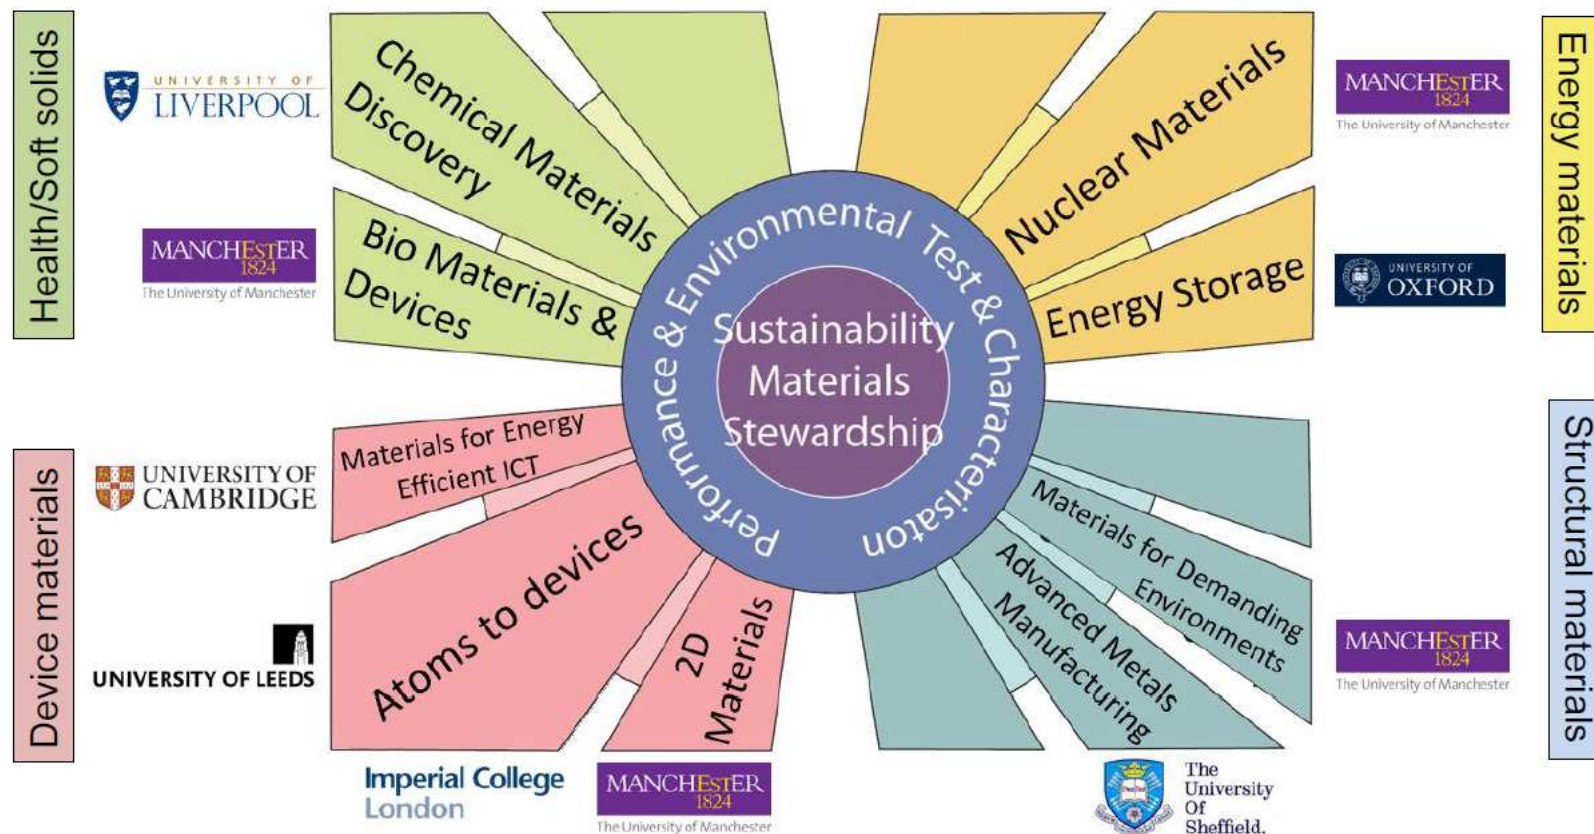 Health/Soft solids
UNIVERSITY OF
LIVERPOOL
MANCHESTER
1824
The University of Manchester
Chemical Materials
Discovery
Bio Materials &
Devices
Nuclear Materials
Energy Storage
MANCHESTER
1824
The University of Manchester
UNIVERSITY OF
OXFORD
Energy materials
Performance & Environmental Test & Characterisaton
Sustainability
Materials
Stewardship
Device materials
UNIVERSITY OF
CAMBRIDGE
UNIVERSITY OF LEEDS
Materials for Energy
Efficient ICT
Atoms to devices
2D
Materials
Imperial College
London
MANCHESTER
1824
The University of Manchester
Materials for Demanding
Environments
Advanced Metals
Manufacturing
MANCHESTER
1824
The University of Manchester
The
University
Of
Sheffield.
Structural materials